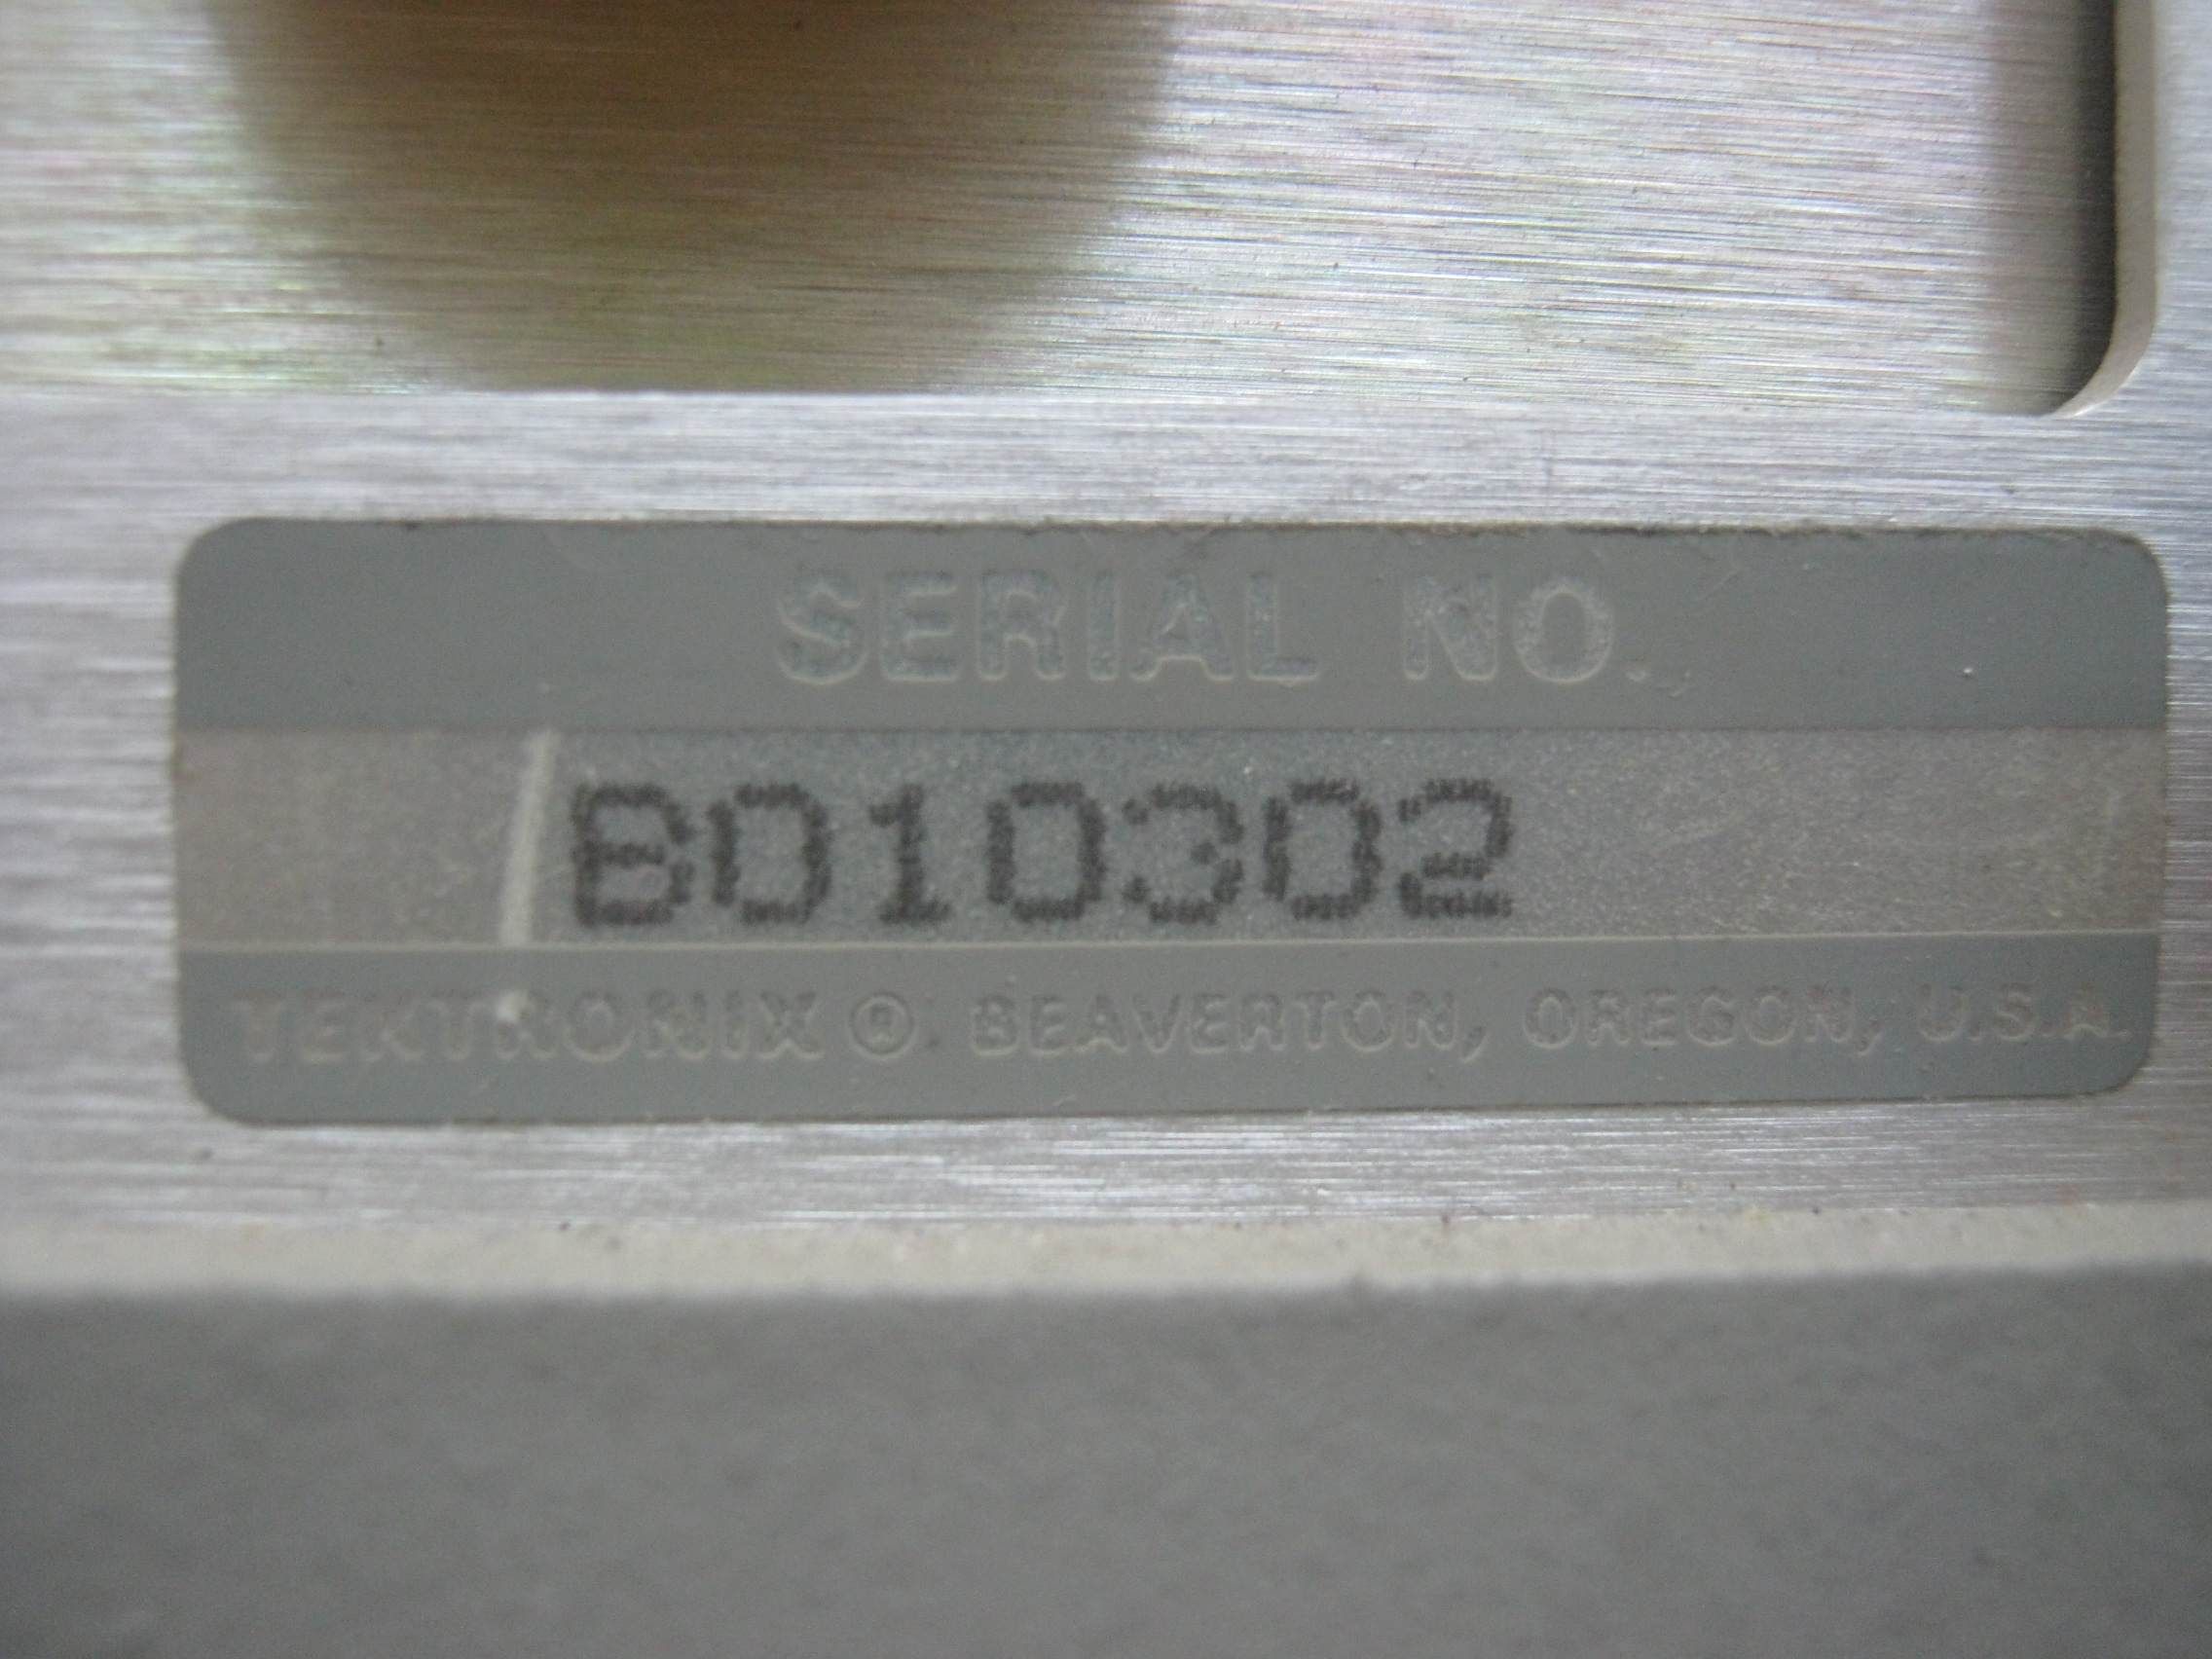 SERIAL NO.
B010302
TEKTRONIX ® BEAVERTON, OREGON, U.S.A.